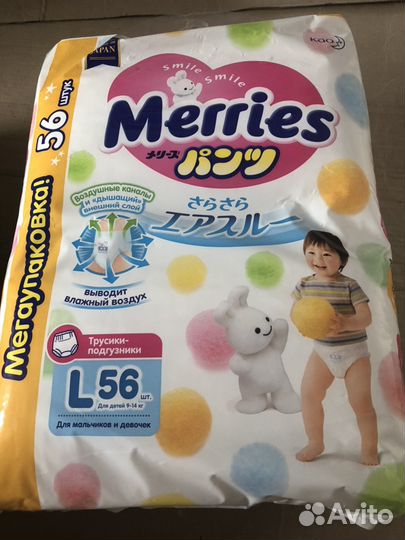 JAPAN
Kao
smile Smile
Merries
メリーズ パンツ
さらさら
エアスルー
Мегаупаковка! 56 штук
Воздушные каналы
и «дышащий»
внешний слой
выводит
влажный воздух
Трусики-
подгузники
L 56 шт.
Для детей 9-14 кг
Для мальчиков и девочек
Avito